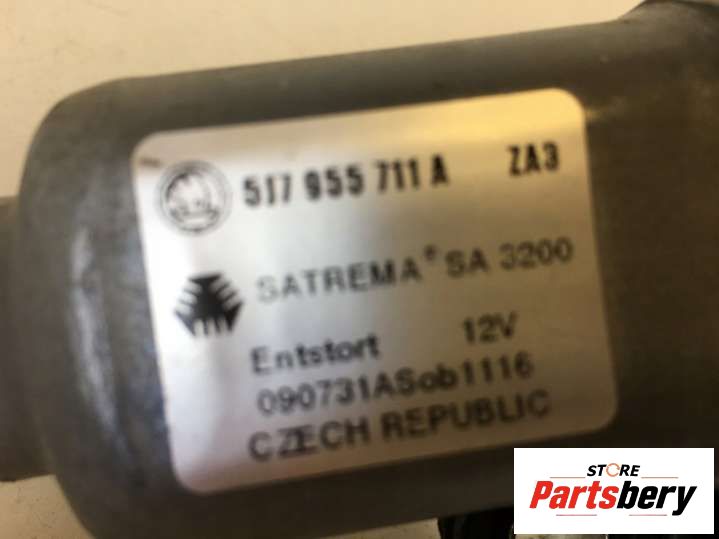 5J7 955 711 A ZA3
SATREMA® SA 3200
Entstort 12V
090731ASob1116
CZECH REPUBLIC
STORE
Partsbery